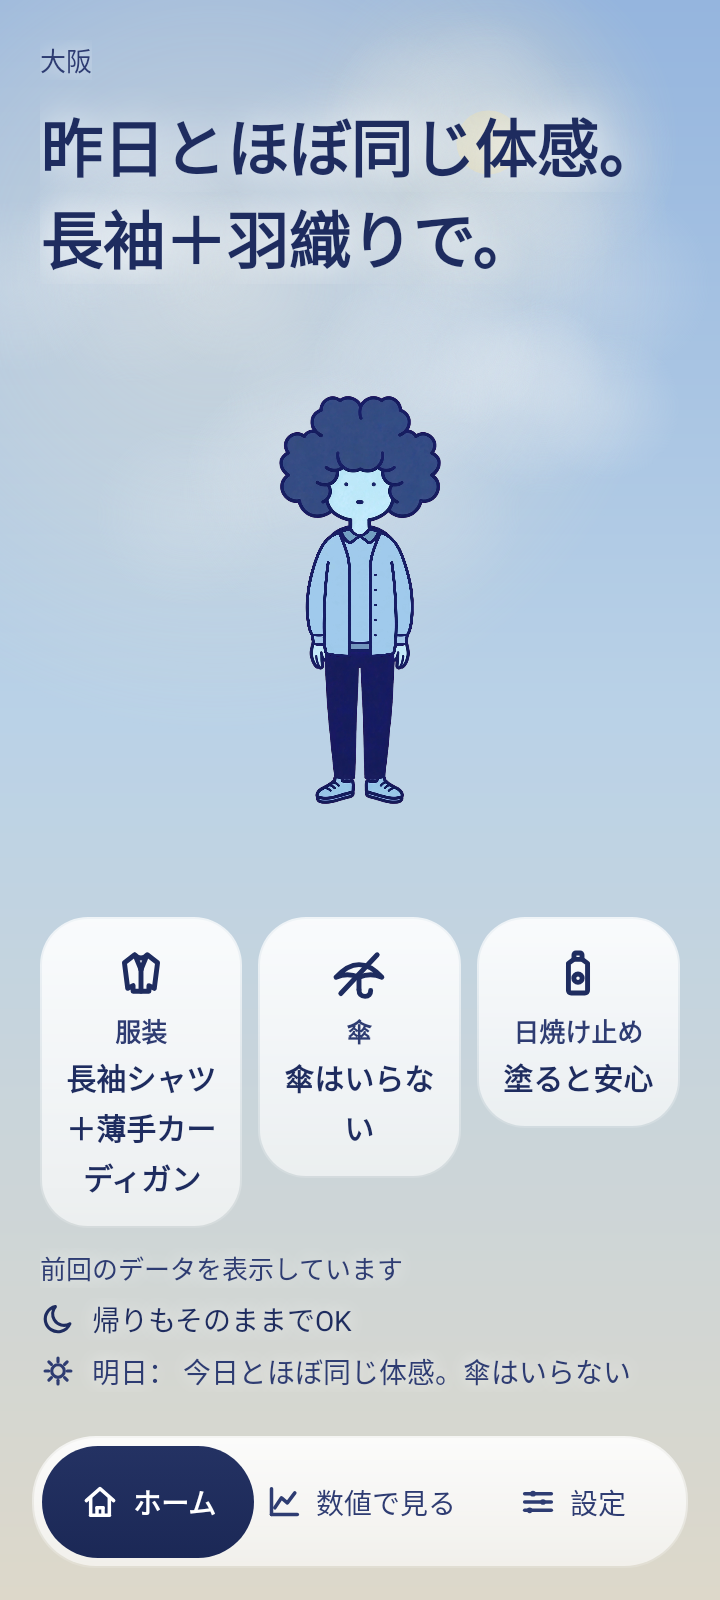 大阪
昨日とほぼ同じ体感。
長袖＋羽織りで。
服装
長袖シャツ
＋薄手カー
ディガン
傘
傘はいらな
い
日焼け止め
塗ると安心
前回のデータを表示しています
帰りもそのままでOK
明日： 今日とほぼ同じ体感。傘はいらない
ホーム
数値で見る
設定